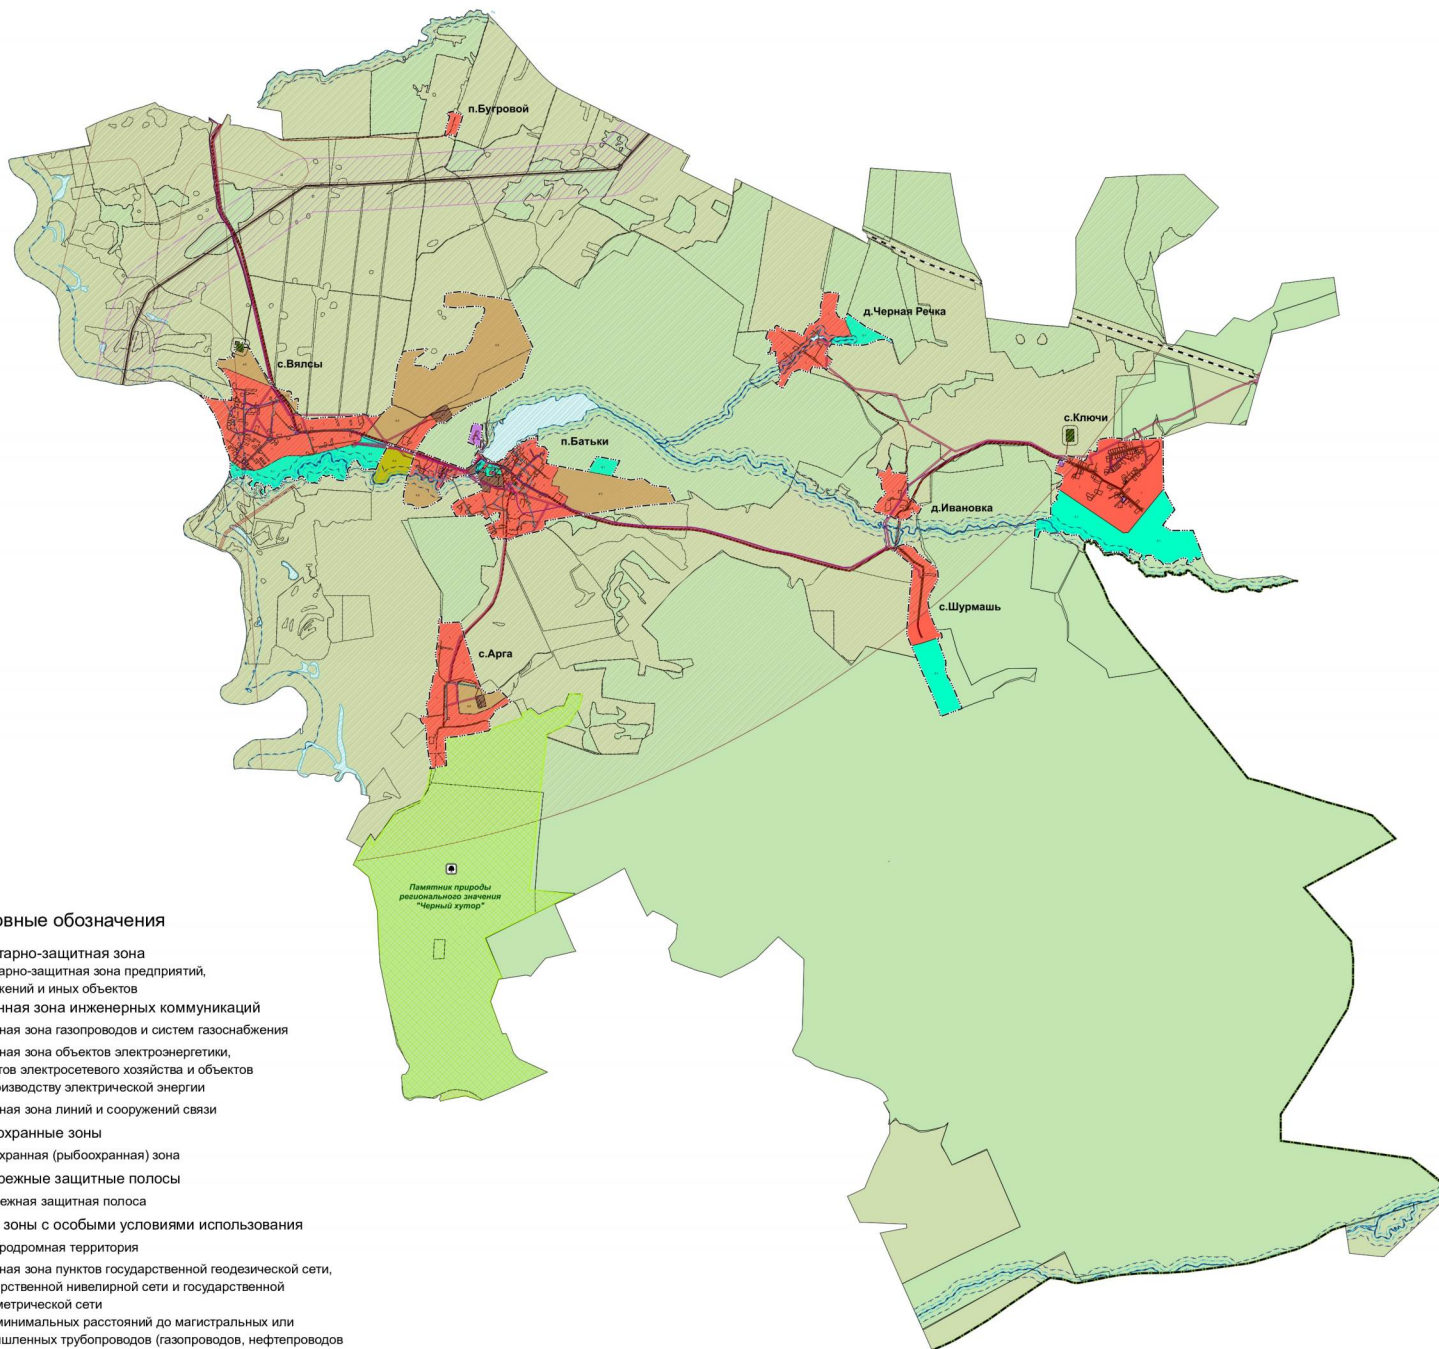 п.Бугровой
д.Черная Речка
с.Вялсы
с.Ключи
п.Батьки
д.Ивановка
с.Шурмашь
с.Арга
Памятник природы
регионального значения
"Черный хутор"
овные обозначения
тарно-защитная зона
арно-защитная зона предприятий,
жений и иных объектов
нная зона инженерных коммуникаций
ная зона газопроводов и систем газоснабжения
ная зона объектов электроэнергетики,
тов электросетевого хозяйства и объектов
изводству электрической энергии
ная зона линий и сооружений связи
охранные зоны
хранная (рыбоохранная) зона
режные защитные полосы
ежная защитная полоса
зоны с особыми условиями использования
родромная территория
ная зона пунктов государственной геодезической сети,
рственной нивелирной сети и государственной
метрической сети
минимальных расстояний до магистральных или
шленных трубопроводов (газопроводов, нефтепроводов